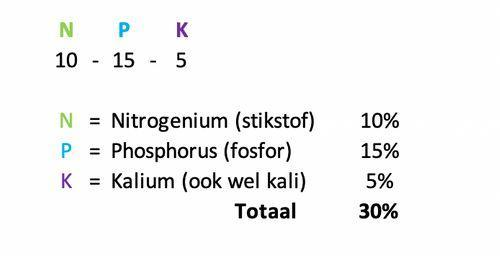 N P K
10 - 15 - 5
N = Nitrogenium (stikstof) 10%
P = Phosphorus (fosfor) 15%
K = Kalium (ook wel kali) 5%
Totaal 30%